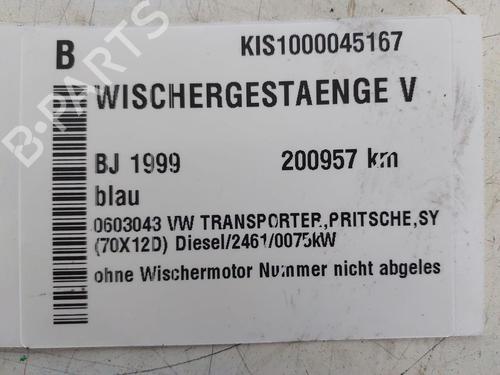 B KIS1000045167
WISCHERGESTAENGE V
BJ 1999 200957 km
blau
0603043 VW TRANSPORTER,PRITSCHE,SY
(70X12D) Diesel/2461/0075kW
ohne Wischermotor Nummer nicht abgeles
B-PARTS